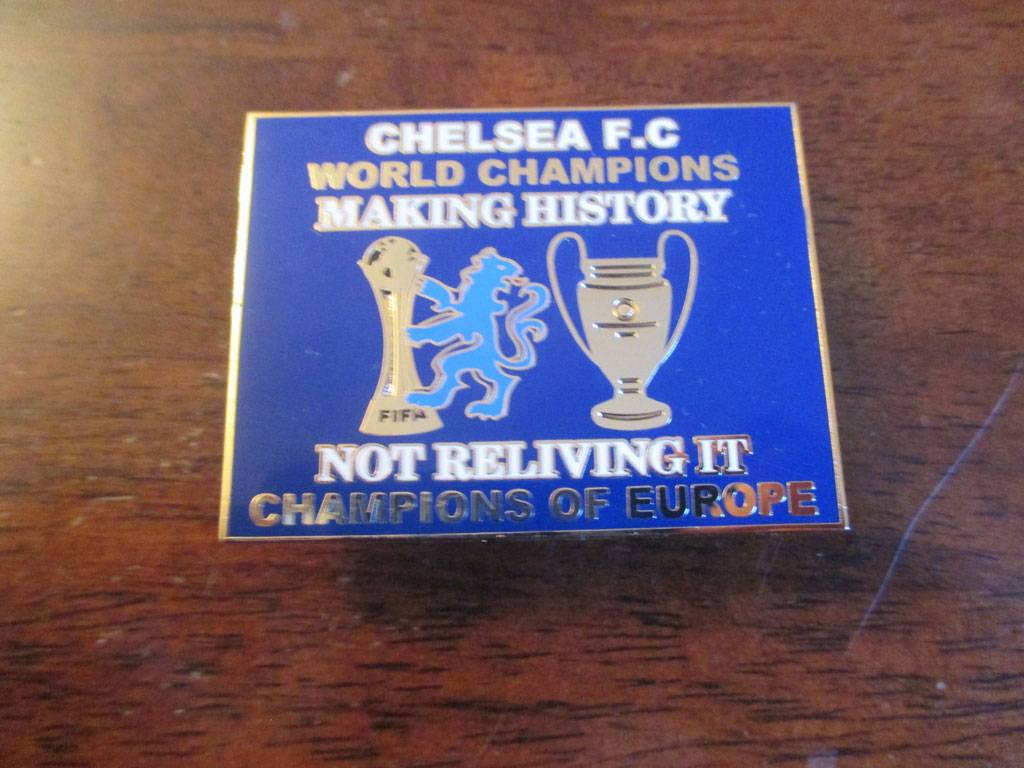 CHELSEA F.C
WORLD CHAMPIONS
MAKING HISTORY
FIFA
NOT RELIVING IT
CHAMPIONS OF EUROPE